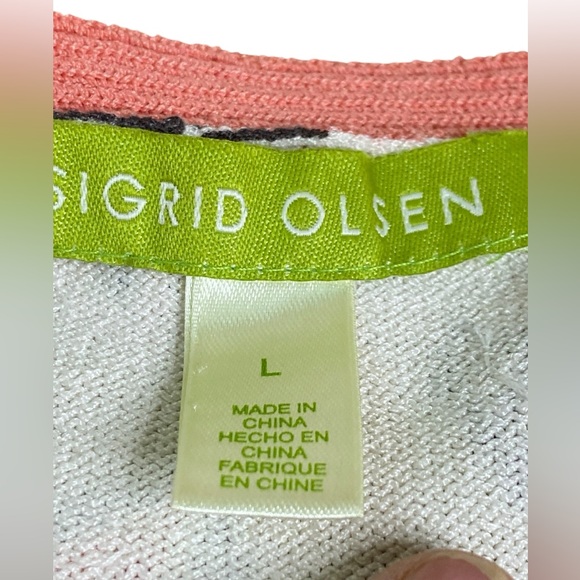 SIGRID OLSEN
L
MADE IN
CHINA
HECHO EN
CHINA
FABRIQUE
EN CHINE